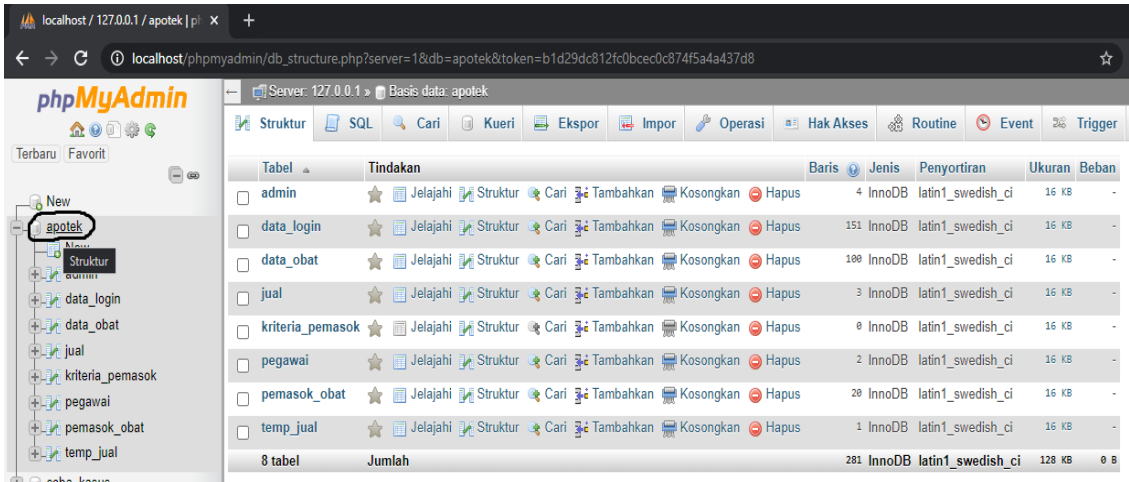 localhost / 127.0.0.1 / apotek | ph
localhost/phpmyadmin/db_structure.php?server=1&db=apotek&token=b1d29dc812fc0bcec0c874f5a4a437d8
phpMyAdmin
Terbaru Favorit
New
apotek
New
Struktur
admin
data_login
data_obat
jual
kriteria_pemasok
pegawai
pemasok_obat
temp_jual
coba_kasus
Server: 127.0.0.1 » Basis data: apotek
Struktur SQL Cari Kueri Ekspor Impor Operasi Hak Akses Routine Event Trigger
Tabel Tindakan Baris Jenis Penyortiran Ukuran Beban
admin Jelajahi Struktur Cari Tambahkan Kosongkan Hapus 4 InnoDB latin1_swedish_ci 16 KB -
data_login Jelajahi Struktur Cari Tambahkan Kosongkan Hapus 151 InnoDB latin1_swedish_ci 16 KB -
data_obat Jelajahi Struktur Cari Tambahkan Kosongkan Hapus 100 InnoDB latin1_swedish_ci 16 KB -
jual Jelajahi Struktur Cari Tambahkan Kosongkan Hapus 3 InnoDB latin1_swedish_ci 16 KB -
kriteria_pemasok Jelajahi Struktur Cari Tambahkan Kosongkan Hapus 0 InnoDB latin1_swedish_ci 16 KB -
pegawai Jelajahi Struktur Cari Tambahkan Kosongkan Hapus 2 InnoDB latin1_swedish_ci 16 KB -
pemasok_obat Jelajahi Struktur Cari Tambahkan Kosongkan Hapus 20 InnoDB latin1_swedish_ci 16 KB -
temp_jual Jelajahi Struktur Cari Tambahkan Kosongkan Hapus 1 InnoDB latin1_swedish_ci 16 KB -
8 tabel Jumlah 281 InnoDB latin1_swedish_ci 128 KB 0 B